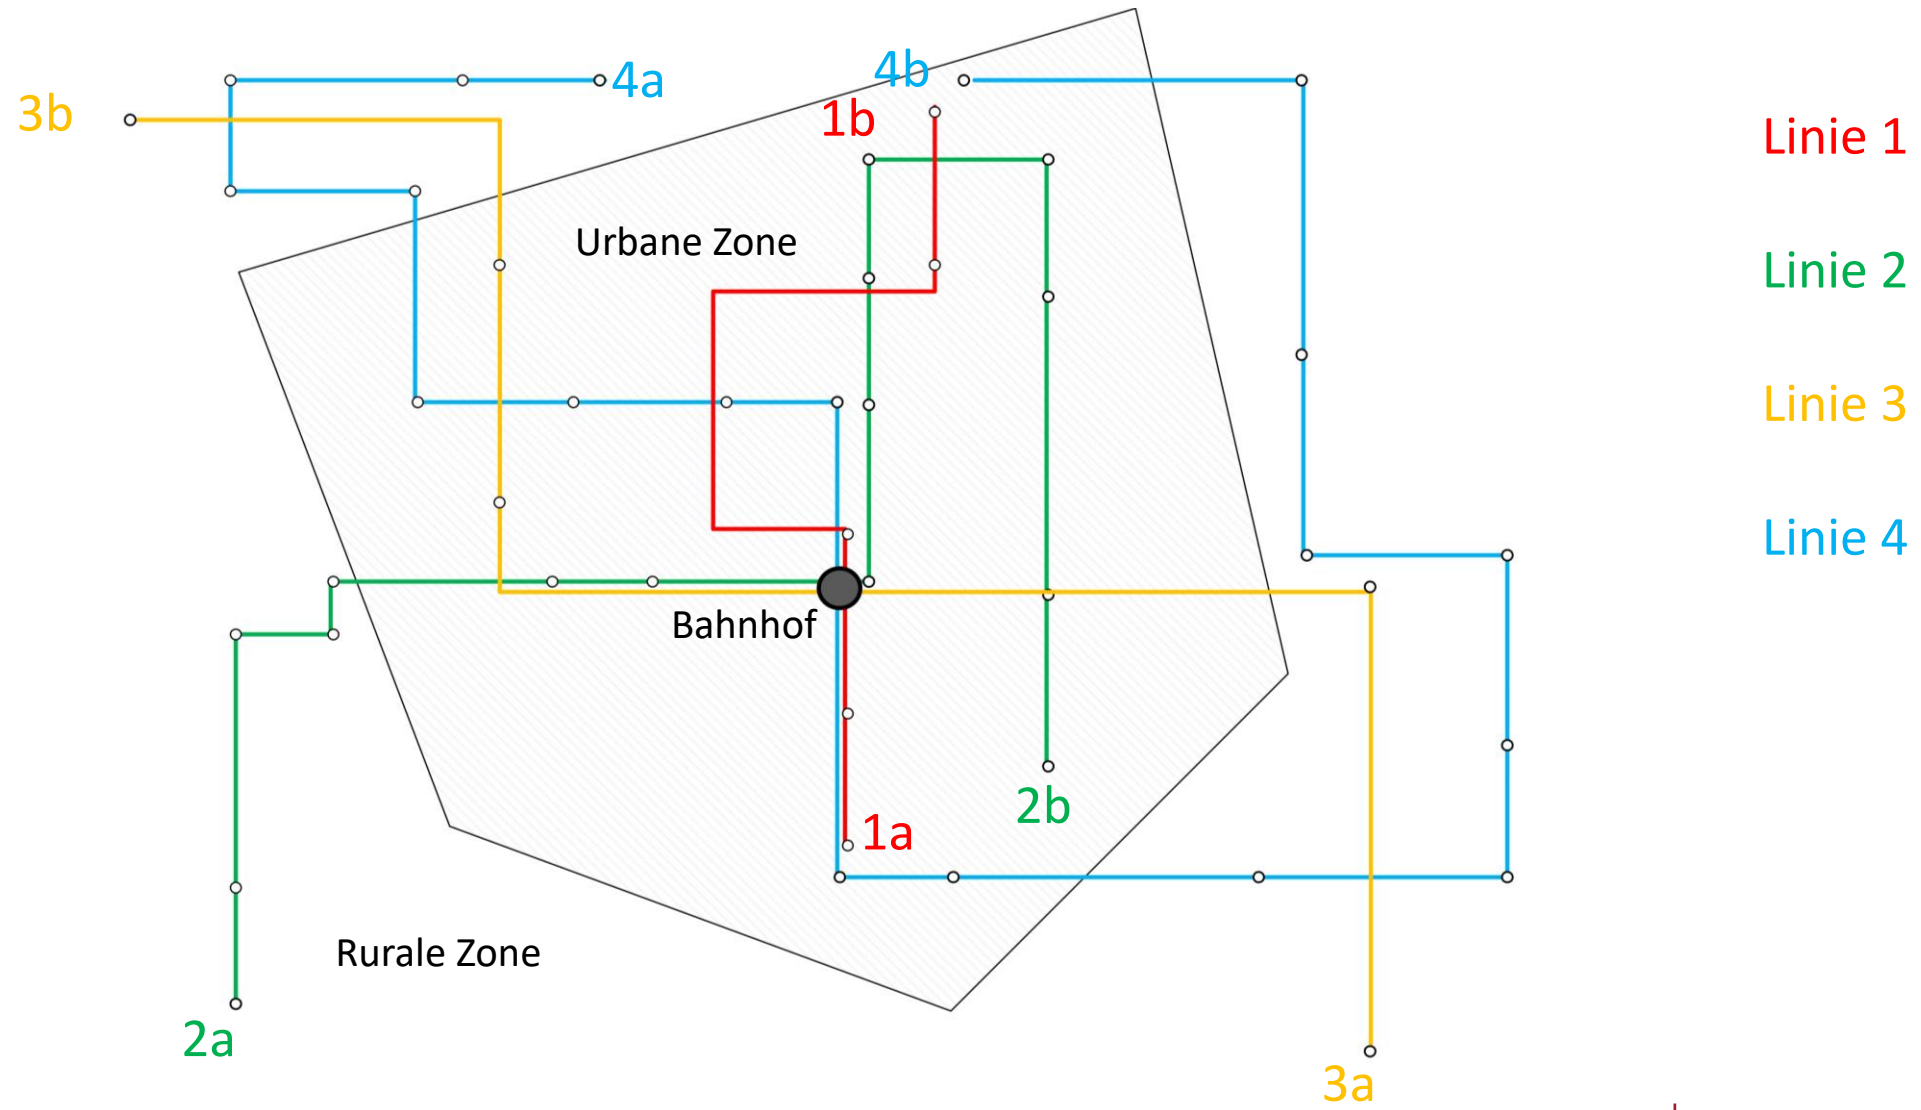 4a
4b
3b
1b
Linie 1
Urbane Zone
Linie 2
Linie 3
Linie 4
Bahnhof
2b
1a
Rurale Zone
2a
3a